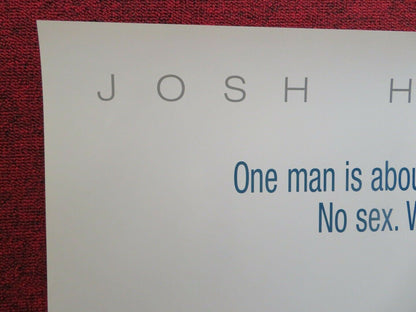 JOSH H
One man is abou
No sex. W